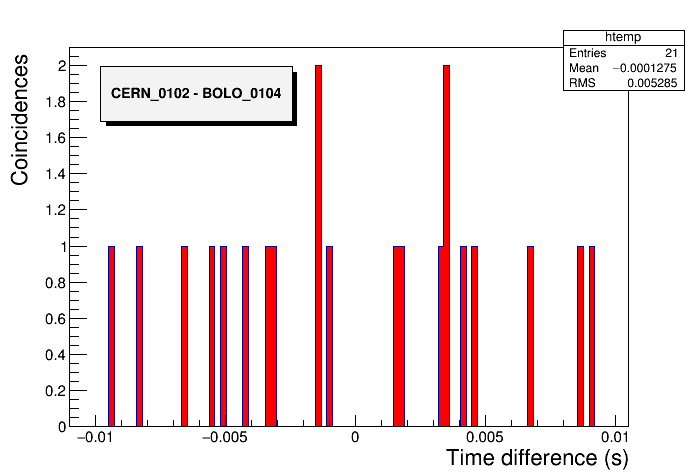 htemp
Entries 21
Mean −0.0001275
RMS 0.005285
CERN_0102 - BOLO_0104
Coincidences
2
1.8
1.6
1.4
1.2
1
0.8
0.6
0.4
0.2
0
−0.01 −0.005 0 0.005 0.01
Time difference (s)